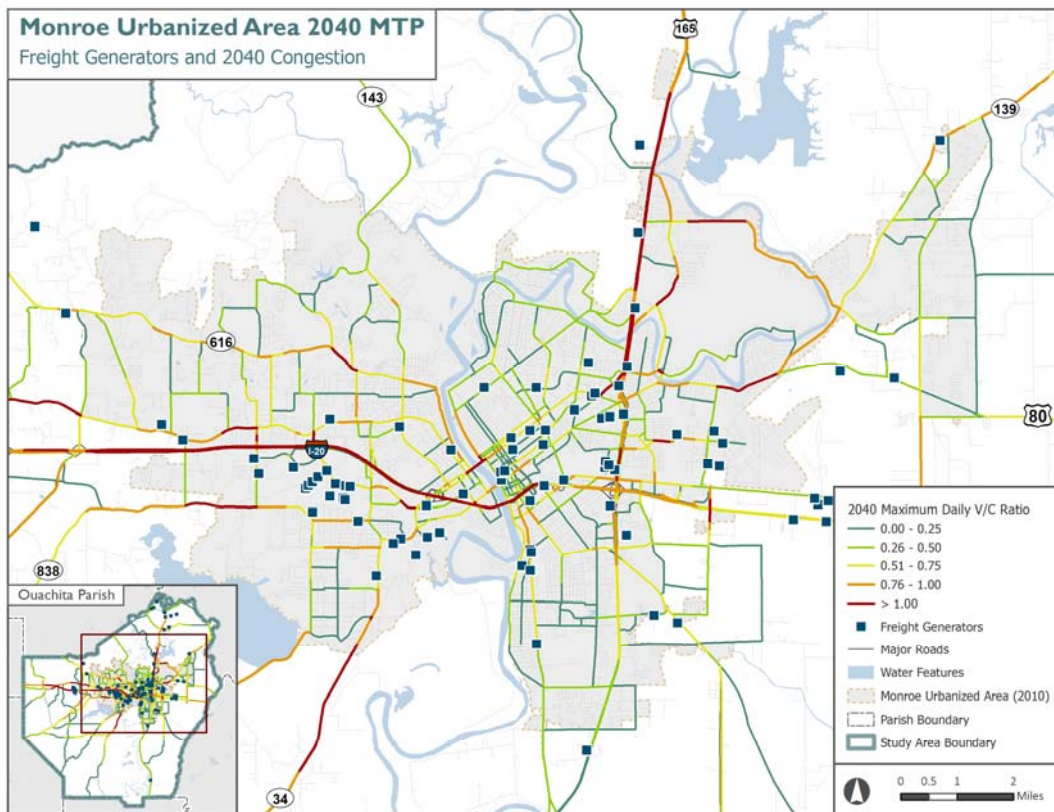 Monroe Urbanized Area 2040 MTP
Freight Generators and 2040 Congestion
165
143
139
616
80
I-20
838
34
Ouachita Parish
2040 Maximum Daily V/C Ratio
0.00 - 0.25
0.26 - 0.50
0.51 - 0.75
0.76 - 1.00
> 1.00
Freight Generators
Major Roads
Water Features
Monroe Urbanized Area (2010)
Parish Boundary
Study Area Boundary
0 0.5 1 2
Miles